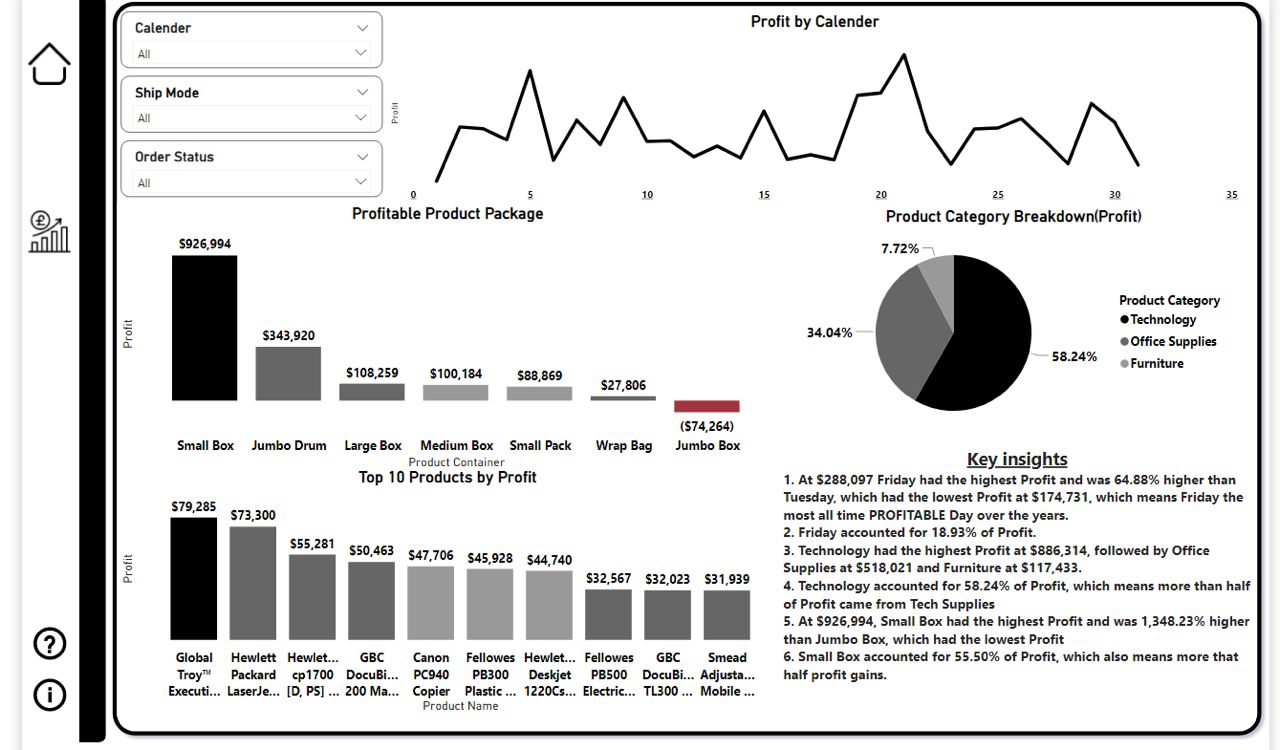 Calender
All
Ship Mode
All
Order Status
All
Profit by Calender
Profit
0 5 10 15 20 25 30 35
Profitable Product Package
Profit
$926,994
$343,920
$108,259
$100,184
$88,869
$27,806
($74,264)
Small Box Jumbo Drum Large Box Medium Box Small Pack Wrap Bag Jumbo Box
Product Container
Product Category Breakdown(Profit)
7.72%
34.04%
58.24%
Product Category
Technology
Office Supplies
Furniture
Top 10 Products by Profit
Profit
$79,285
$73,300
$55,281
$50,463
$47,706
$45,928
$44,740
$32,567
$32,023
$31,939
Global Troy™ Executi...
Hewlett Packard LaserJe...
Hewlet... cp1700 [D, PS] ...
GBC DocuBi... 200 Ma...
Canon PC940 Copier
Fellowes PB300 Plastic ...
Hewlet... Deskjet 1220Cs...
Fellowes PB500 Electric...
GBC DocuBi... TL300 ...
Smead Adjusta... Mobile ...
Product Name
Key insights
1. At $288,097 Friday had the highest Profit and was 64.88% higher than
Tuesday, which had the lowest Profit at $174,731, which means Friday the
most all time PROFITABLE Day over the years.
2. Friday accounted for 18.93% of Profit.
3. Technology had the highest Profit at $886,314, followed by Office
Supplies at $518,021 and Furniture at $117,433.
4. Technology accounted for 58.24% of Profit, which means more than half
of Profit came from Tech Supplies
5. At $926,994, Small Box had the highest Profit and was 1,348.23% higher
than Jumbo Box, which had the lowest Profit
6. Small Box accounted for 55.50% of Profit, which also means more that
half profit gains.